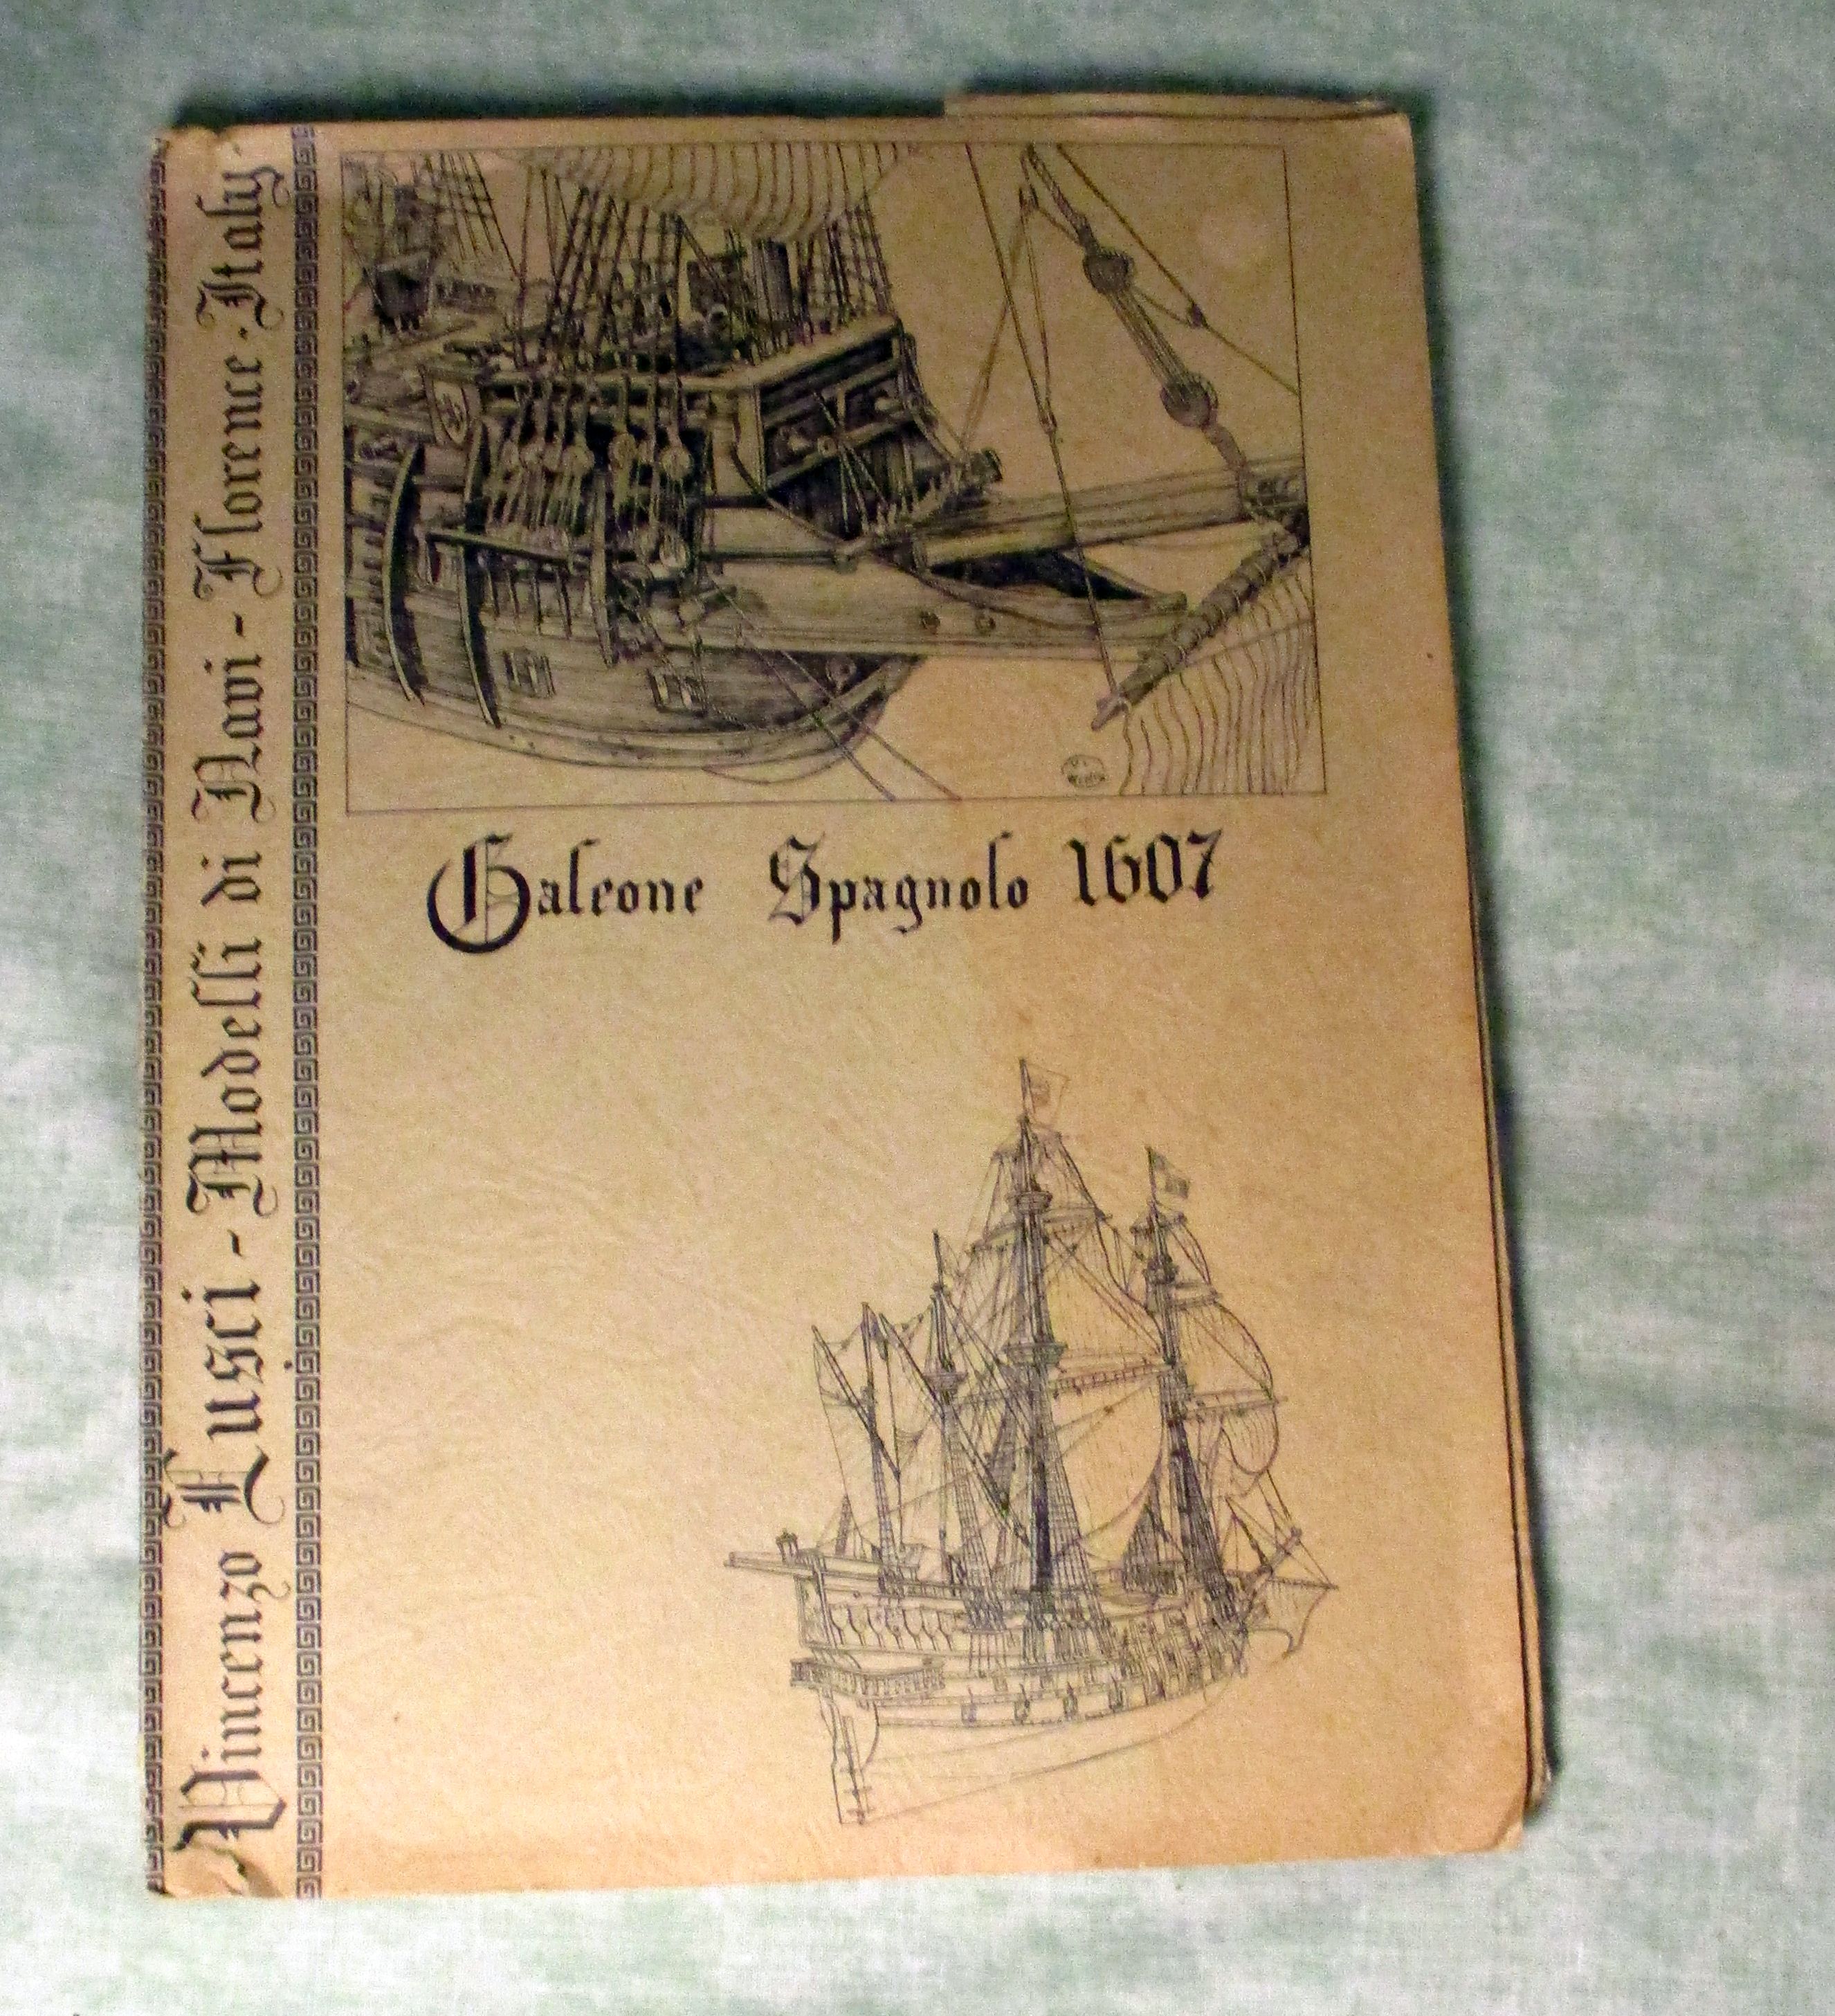 Vincenzo Lusci - Modelli di Navi - Florence - Italy
Galeone Spagnolo 1607